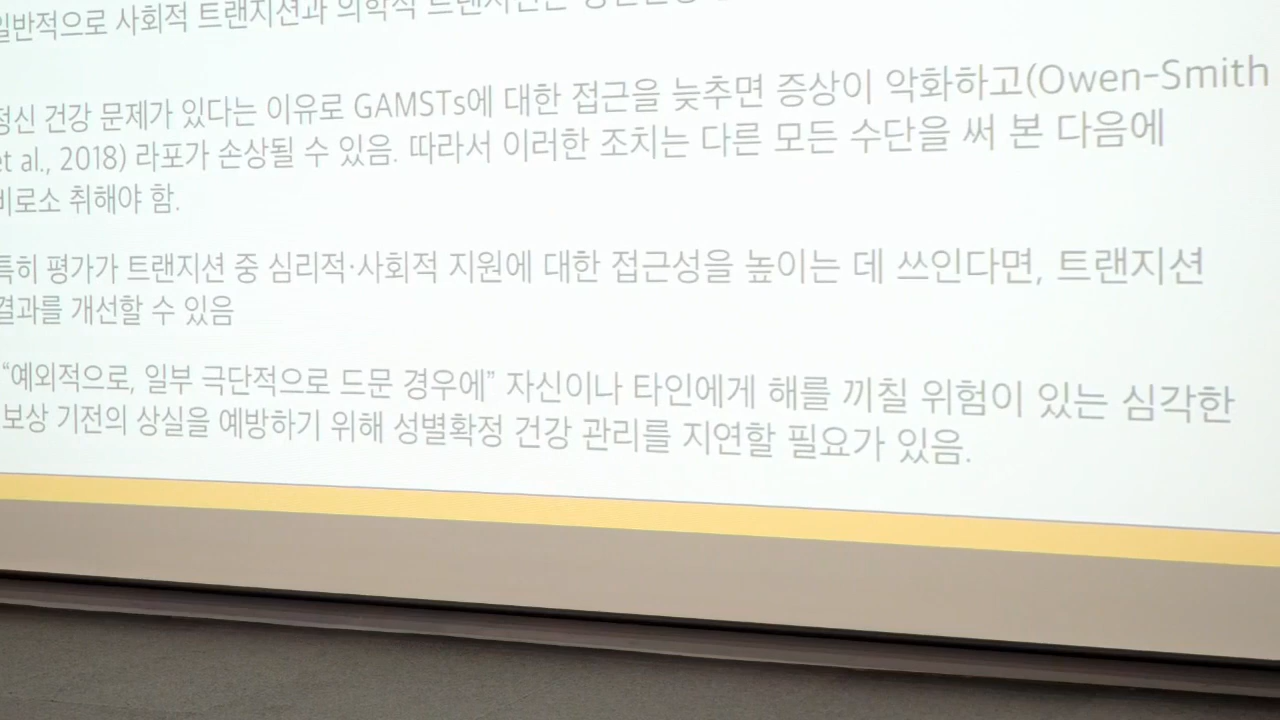 일반적으로 사회적 트랜지션과 의학적 트랜지션은
정신 건강 문제가 있다는 이유로 GAMSTs에 대한 접근을 늦추면 증상이 악화하고(Owen-Smith
et al., 2018) 라포가 손상될 수 있음. 따라서 이러한 조치는 다른 모든 수단을 써 본 다음에
비로소 취해야 함.
특히 평가가 트랜지션 중 심리적·사회적 지원에 대한 접근성을 높이는 데 쓰인다면, 트랜지션
결과를 개선할 수 있음
“예외적으로, 일부 극단적으로 드문 경우에” 자신이나 타인에게 해를 끼칠 위험이 있는 심각한
보상 기전의 상실을 예방하기 위해 성별확정 건강 관리를 지연할 필요가 있음.